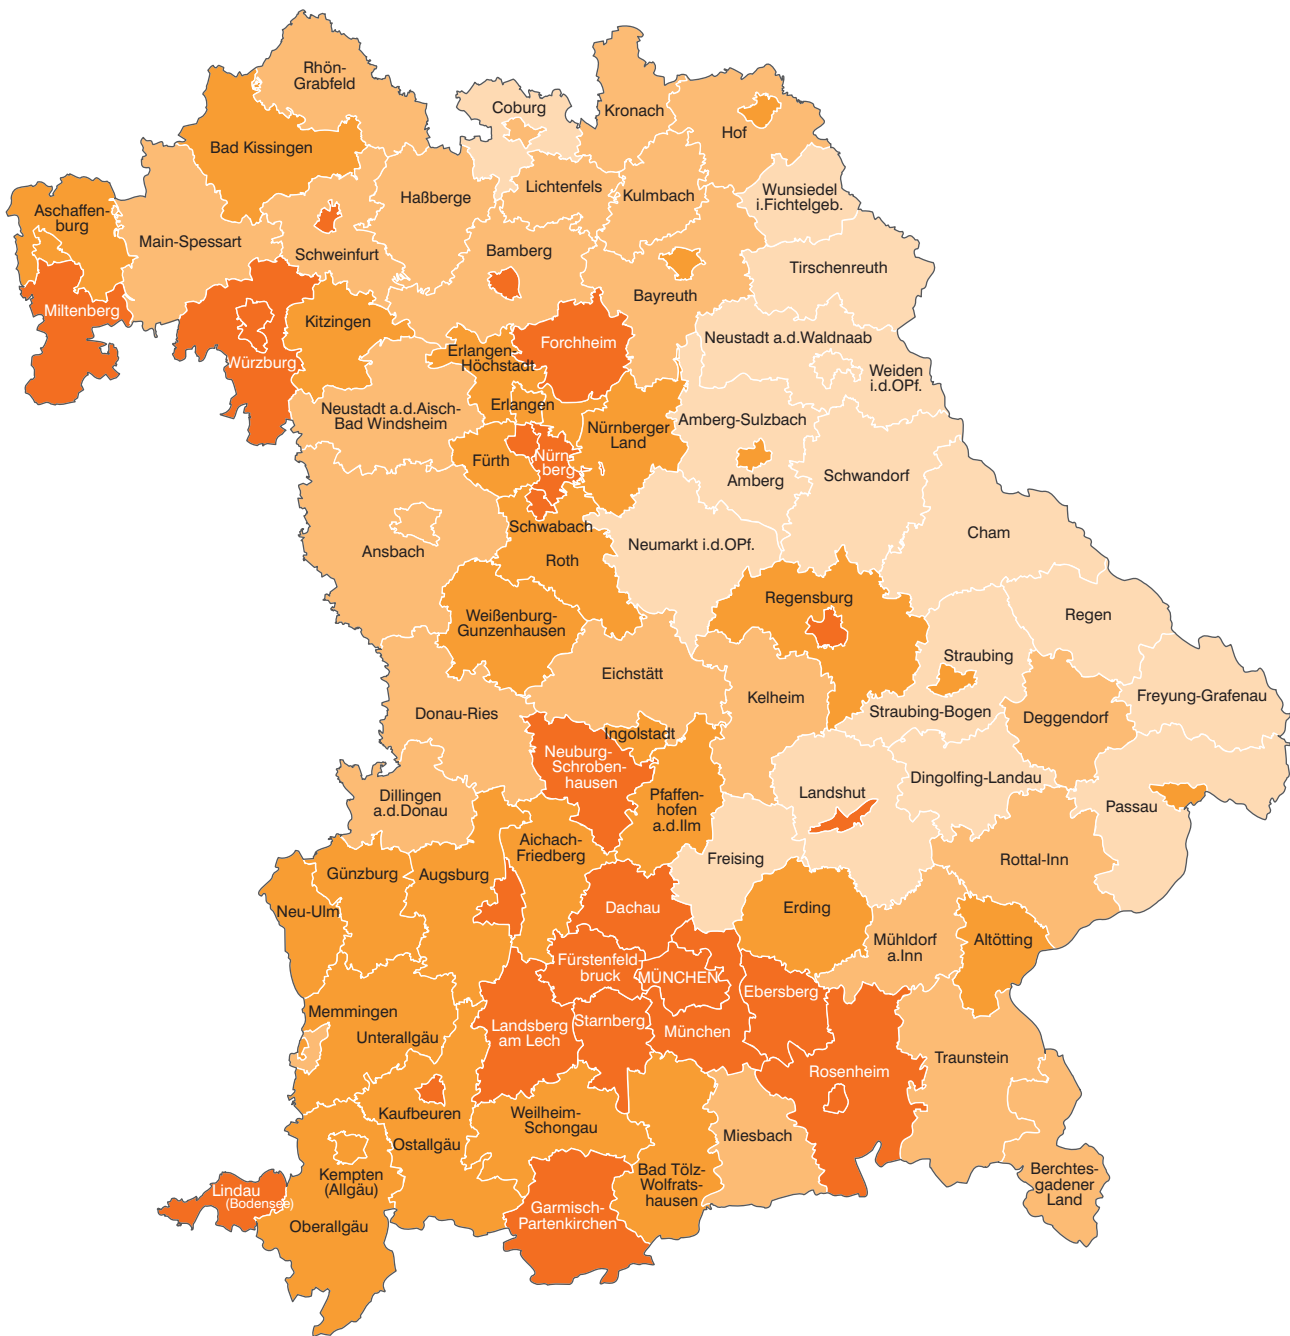 Rhön-
Grabfeld
Coburg
Kronach
Hof
Bad Kissingen
Lichtenfels
Kulmbach
Wunsiedel
i.Fichtelgeb.
Haßberge
Aschaffen-
burg
Main-Spessart
Schweinfurt
Bamberg
Tirschenreuth
Bayreuth
Miltenberg
Kitzingen
Forchheim
Neustadt a.d.Waldnaab
Erlangen-
Höchstadt
Würzburg
Weiden
i.d.OPf.
Erlangen
Neustadt a.d.Aisch-
Bad Windsheim
Nürnberger
Land
Amberg-Sulzbach
Fürth
Nürn-
berg
Amberg
Schwandorf
Schwabach
Ansbach
Roth
Neumarkt i.d.OPf.
Cham
Regensburg
Weißenburg-
Gunzenhausen
Regen
Straubing
Eichstätt
Kelheim
Freyung-Grafenau
Donau-Ries
Straubing-Bogen
Deggendorf
Ingolstadt
Neuburg-
Schroben-
hausen
Dingolfing-Landau
Dillingen
a.d.Donau
Pfaffen-
hofen
a.d.Ilm
Landshut
Passau
Aichach-
Friedberg
Freising
Rottal-Inn
Günzburg
Augsburg
Neu-Ulm
Dachau
Erding
Mühldorf
a.Inn
Altötting
Fürstenfeld-
bruck
MÜNCHEN
Ebersberg
Memmingen
Unterallgäu
Landsberg
am Lech
Starnberg
München
Traunstein
Rosenheim
Kaufbeuren
Weilheim-
Schongau
Ostallgäu
Miesbach
Kempten
(Allgäu)
Bad Tölz-
Wolfrats-
hausen
Berchtes-
gadener
Land
Lindau
(Bodensee)
Garmisch-
Partenkirchen
Oberallgäu